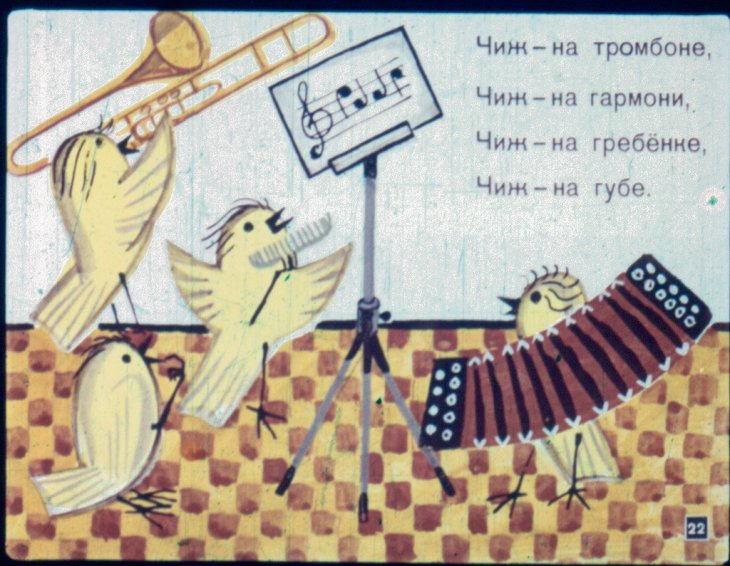 Чиж – на тромбоне,
Чиж – на гармони,
Чиж – на гребёнке,
Чиж – на губе.
22